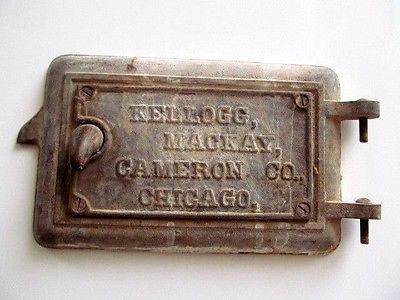 KELLOGG,
MACKAY,
CAMERON CO.,
CHICAGO.